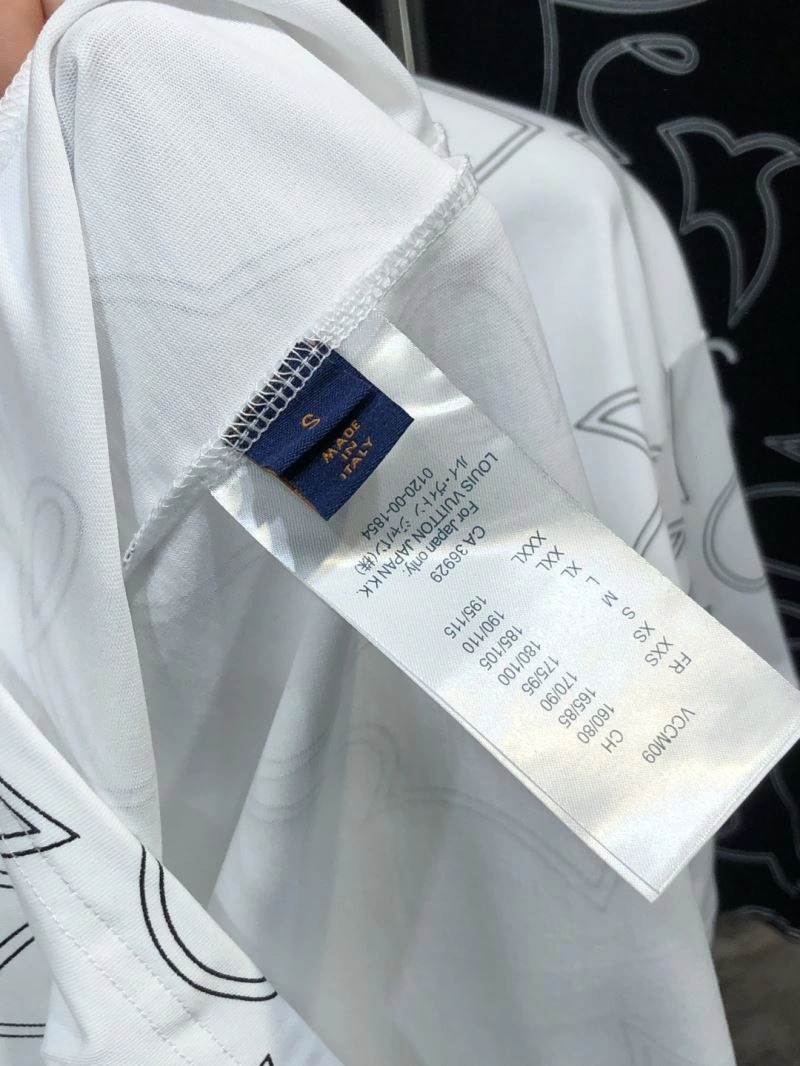 S
MADE
IN
ITALY
VCCM09
FR CH
XXS 160/80
XS 165/85
S 170/90
M 175/95
L 180/100
XL 185/105
XXL 190/110
XXXL 195/115
CA 36929
For Japan only:
LOUIS VUITTON JAPAN K.K.
ルイ・ヴィトン ジャパン(株)
0120-00-1854